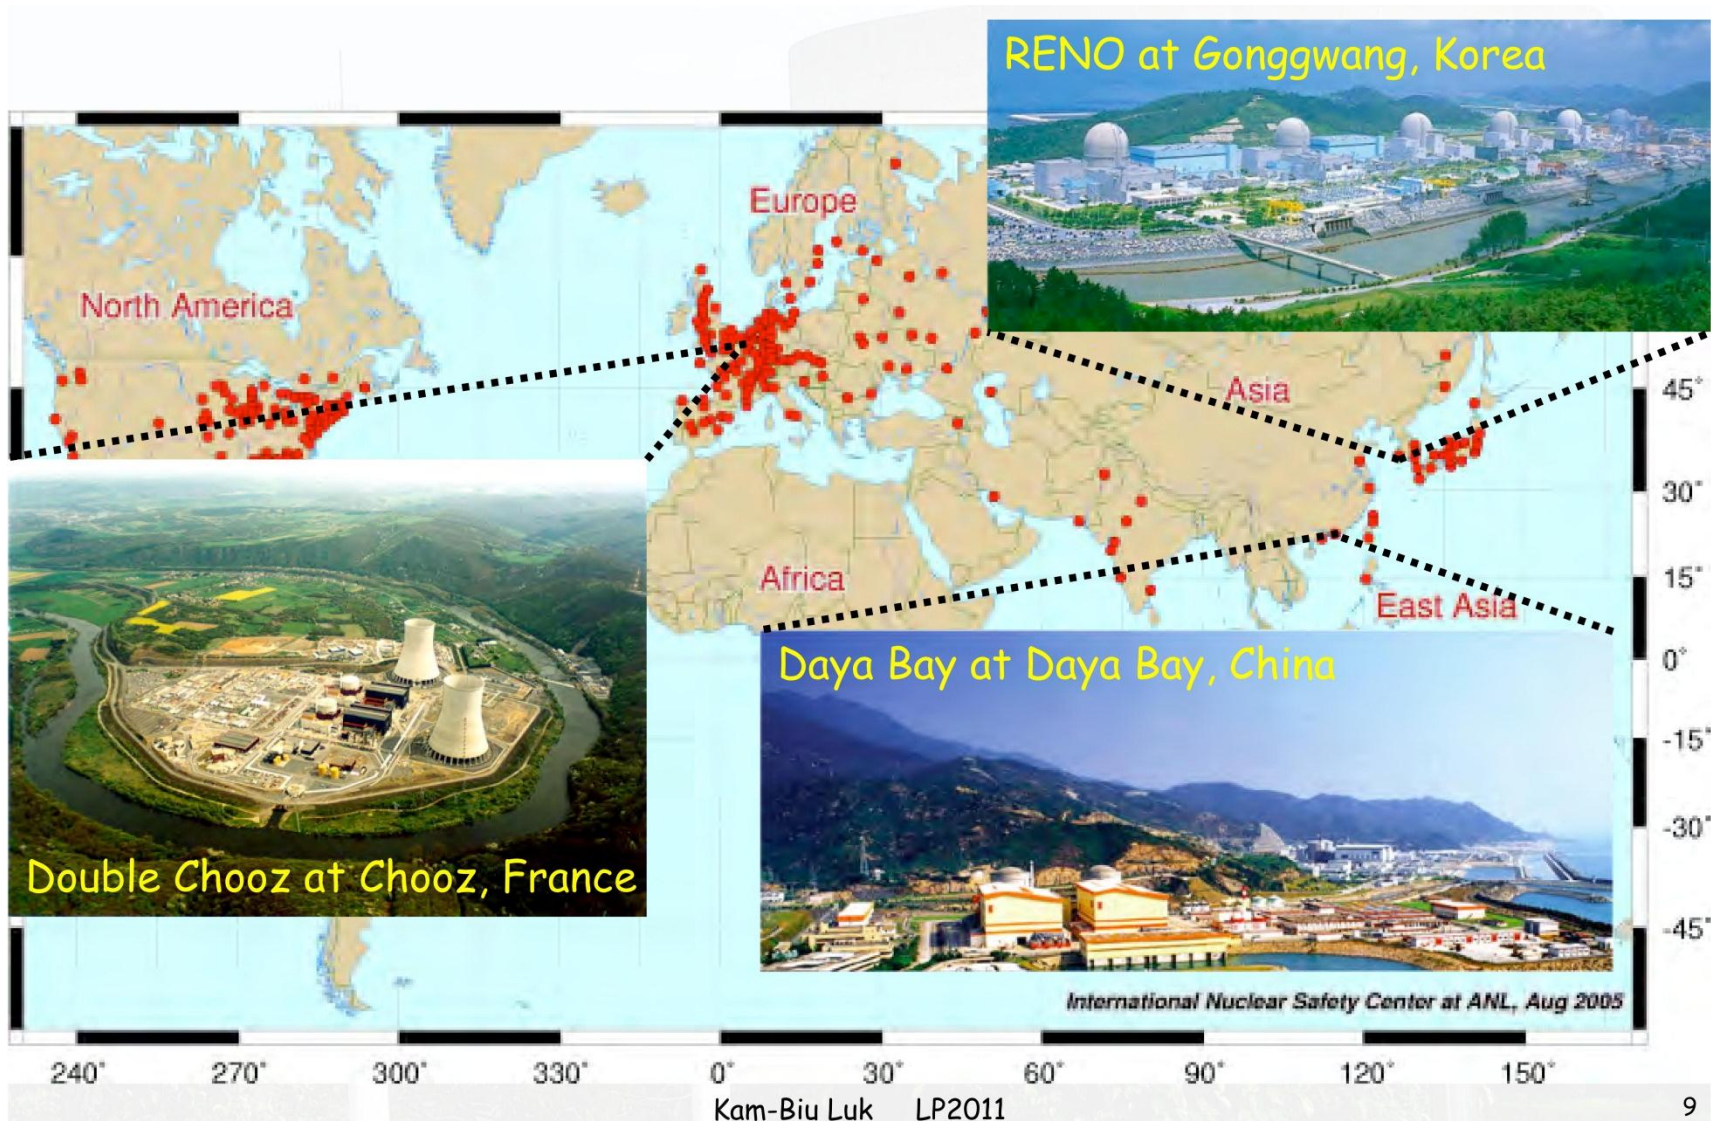 RENO at Gonggwang, Korea
Europe
North America
Asia
45°
30°
Africa
15°
East Asia
0°
Daya Bay at Daya Bay, China
-15°
-30°
Double Chooz at Chooz, France
-45°
International Nuclear Safety Center at ANL, Aug 2005
240° 270° 300° 330° 0° 30° 60° 90° 120° 150°
Kam-Biu Luk LP2011
9